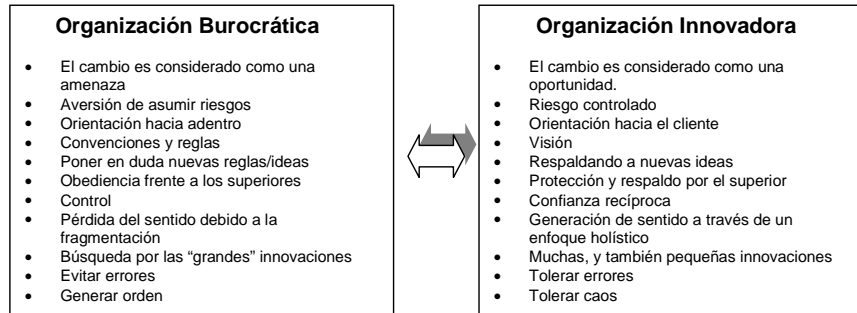 Organización Burocrática
• El cambio es considerado como una
amenaza
• Aversión de asumir riesgos
• Orientación hacia adentro
• Convenciones y reglas
• Poner en duda nuevas reglas/ideas
• Obediencia frente a los superiores
• Control
• Pérdida del sentido debido a la
fragmentación
• Búsqueda por las “grandes” innovaciones
• Evitar errores
• Generar orden
Organización Innovadora
• El cambio es considerado como una
oportunidad.
• Riesgo controlado
• Orientación hacia el cliente
• Visión
• Respaldando a nuevas ideas
• Protección y respaldo por el superior
• Confianza recíproca
• Generación de sentido a través de un
enfoque holístico
• Muchas, y también pequeñas innovaciones
• Tolerar errores
• Tolerar caos